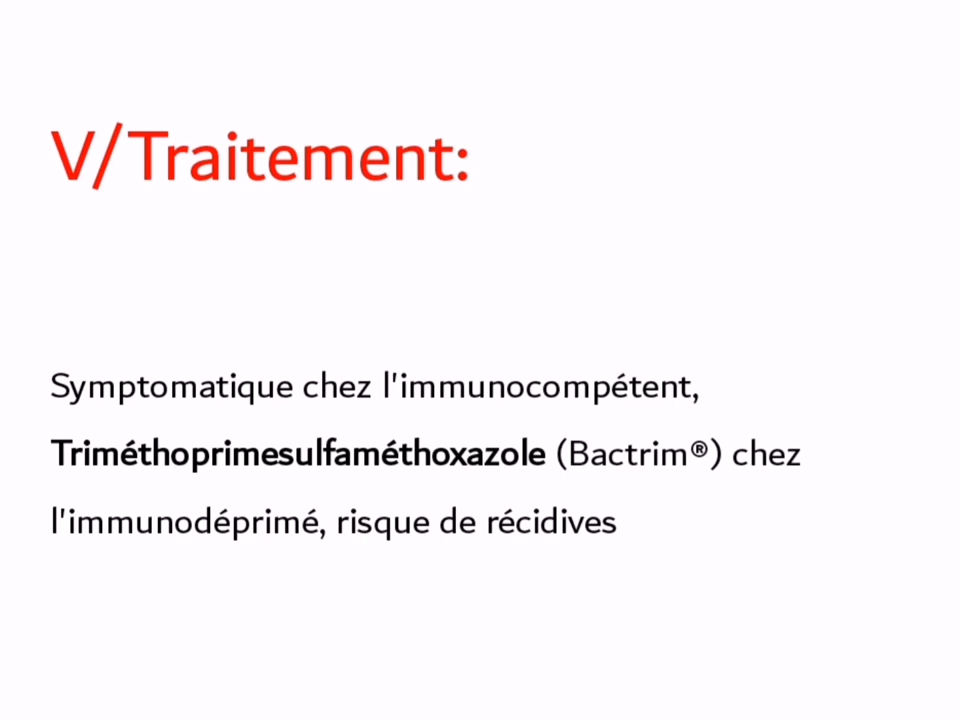 V/Traitement:
Symptomatique chez l'immunocompétent,
Triméthoprimesulfaméthoxazole (Bactrim®) chez
l'immunodéprimé, risque de récidives